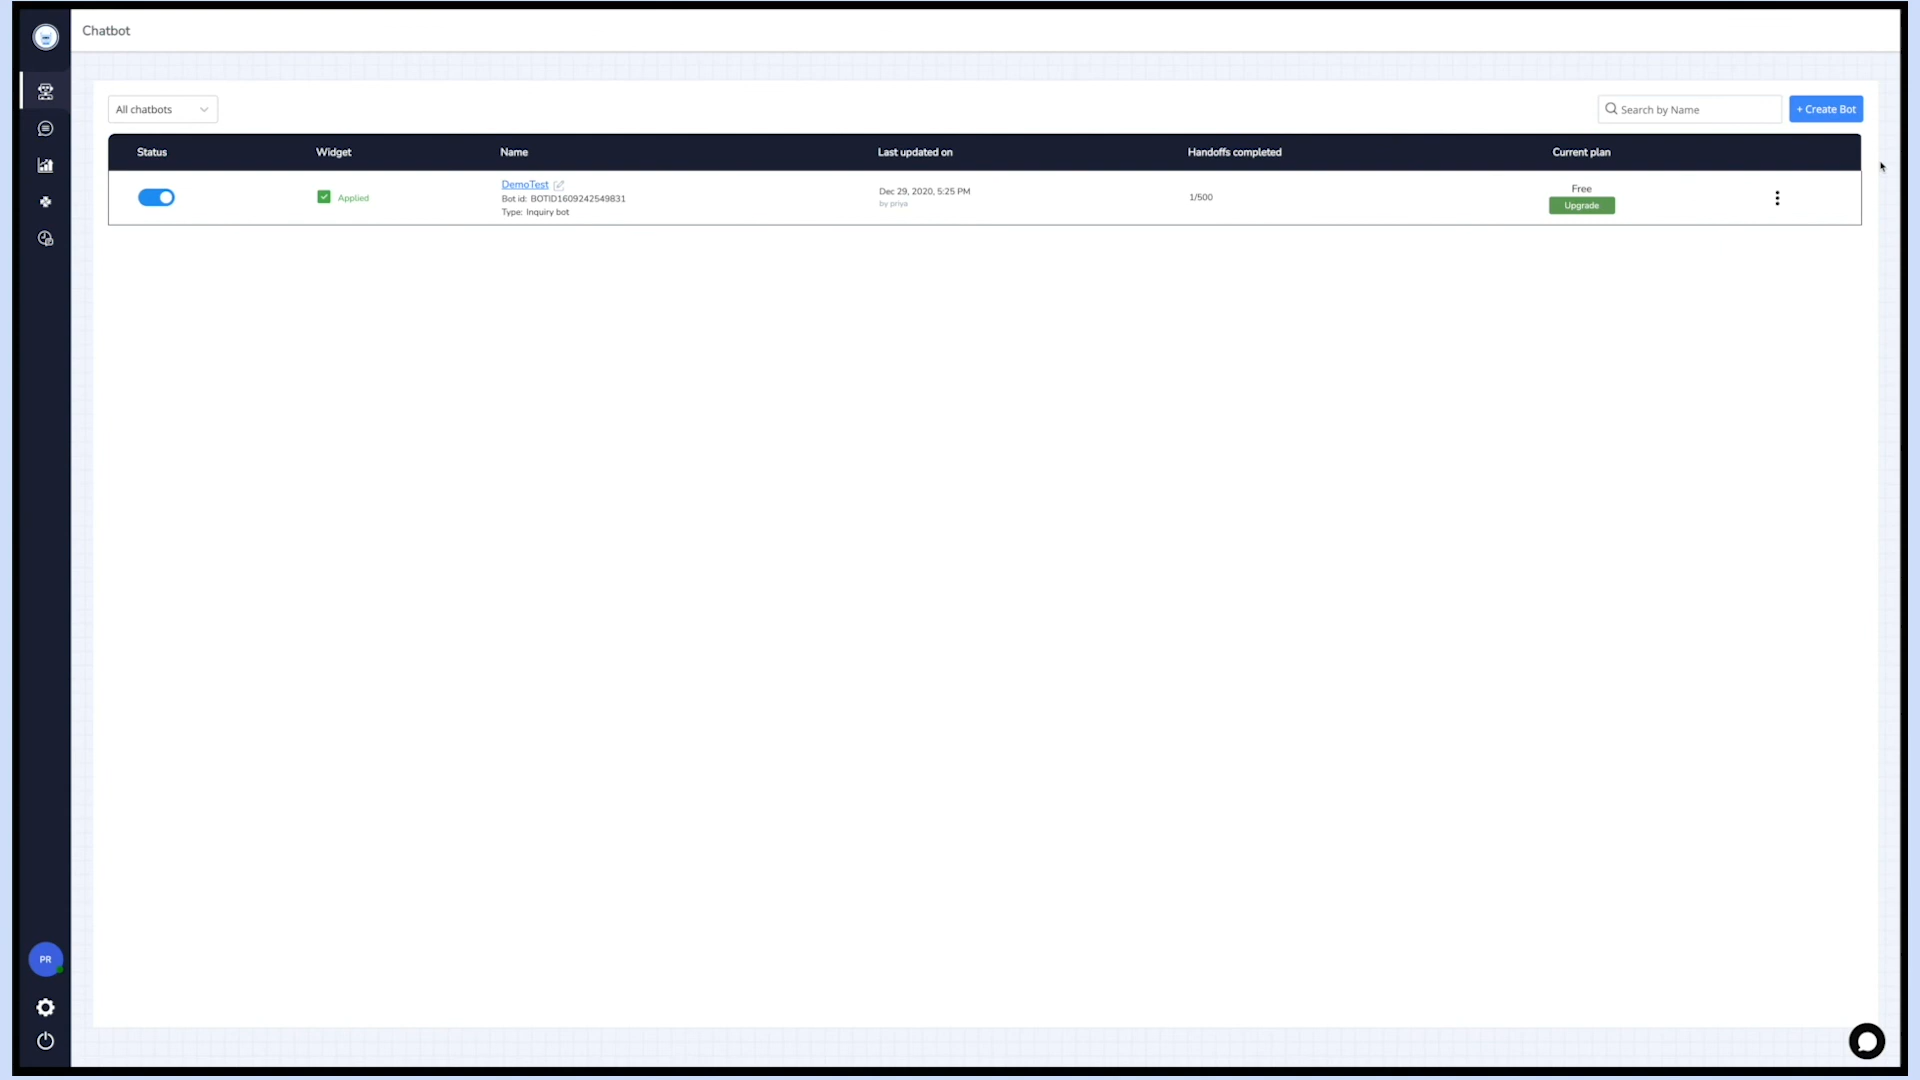 Chatbot
All chatbots
Search by Name
+ Create Bot
Status Widget Name Last updated on Handoffs completed Current plan
Applied
DemoTest
Bot id: BOTID1609242549831
Type: Inquiry bot
Dec 29, 2020, 5:25 PM
by priya
1/500
Free
Upgrade
PR